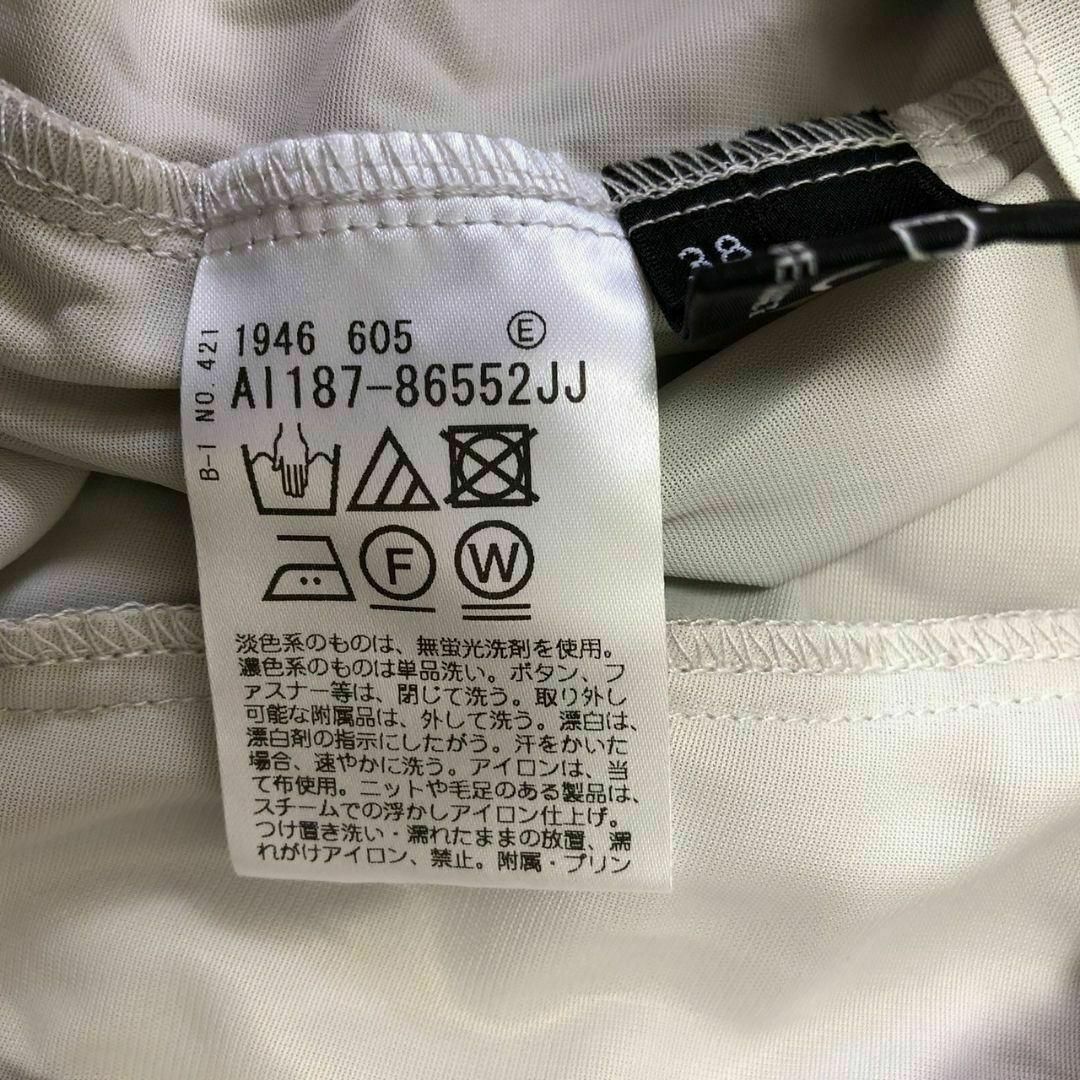 38
B-I NO.421
1946 605 E
AI187-86552JJ
F W
淡色系のものは、無蛍光洗剤を使用。
濃色系のものは単品洗い。ボタン、フ
ァスナー等は、閉じて洗う。取り外し
可能な附属品は、外して洗う。漂白は、
漂白剤の指示にしたがう。汗をかいた
場合、速やかに洗う。アイロンは、当
て布使用。ニットや毛足のある製品は、
スチームでの浮かしアイロン仕上げ。
つけ置き洗い・濡れたままの放置、濡
れがけアイロン、禁止。附属・プリン